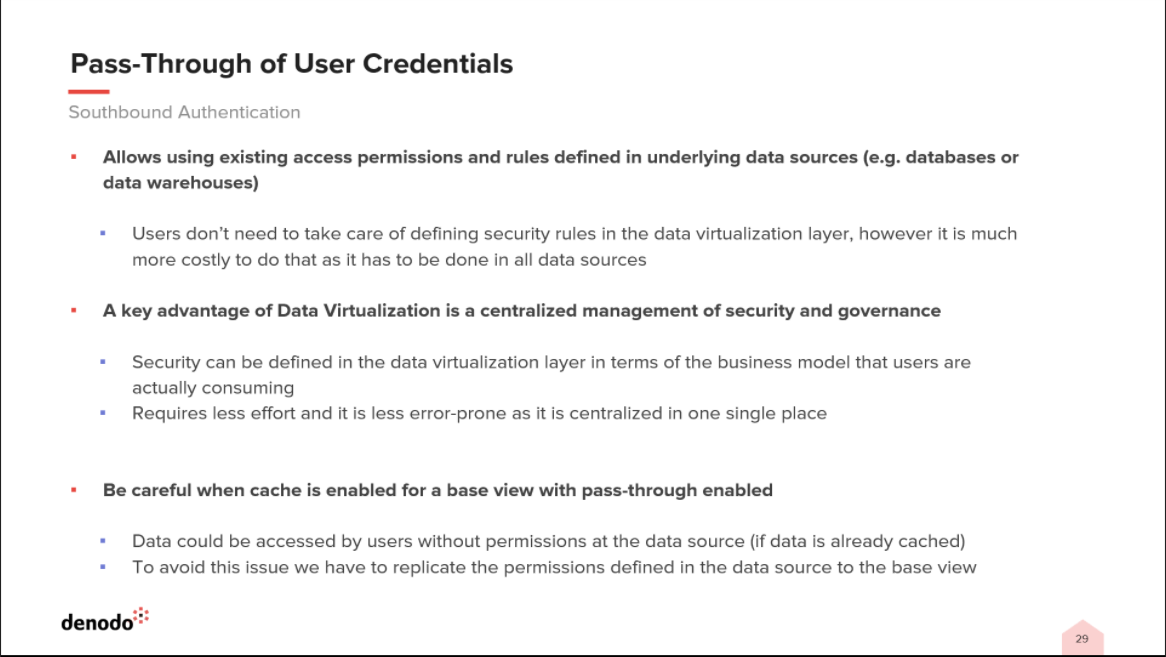 Pass-Through of User Credentials
Southbound Authentication
Allows using existing access permissions and rules defined in underlying data sources (e.g. databases or
data warehouses)
Users don’t need to take care of defining security rules in the data virtualization layer, however it is much
more costly to do that as it has to be done in all data sources
A key advantage of Data Virtualization is a centralized management of security and governance
Security can be defined in the data virtualization layer in terms of the business model that users are
actually consuming
Requires less effort and it is less error-prone as it is centralized in one single place
Be careful when cache is enabled for a base view with pass-through enabled
Data could be accessed by users without permissions at the data source (if data is already cached)
To avoid this issue we have to replicate the permissions defined in the data source to the base view
denodo
29